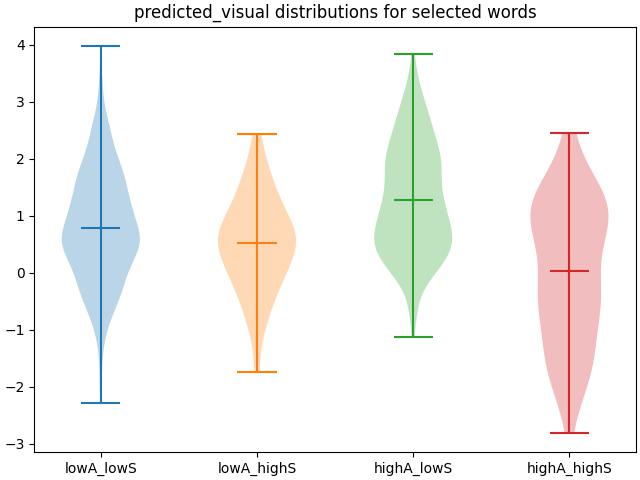 predicted_visual distributions for selected words
4
3
2
1
0
−1
−2
−3
lowA_lowS
lowA_highS
highA_lowS
highA_highS